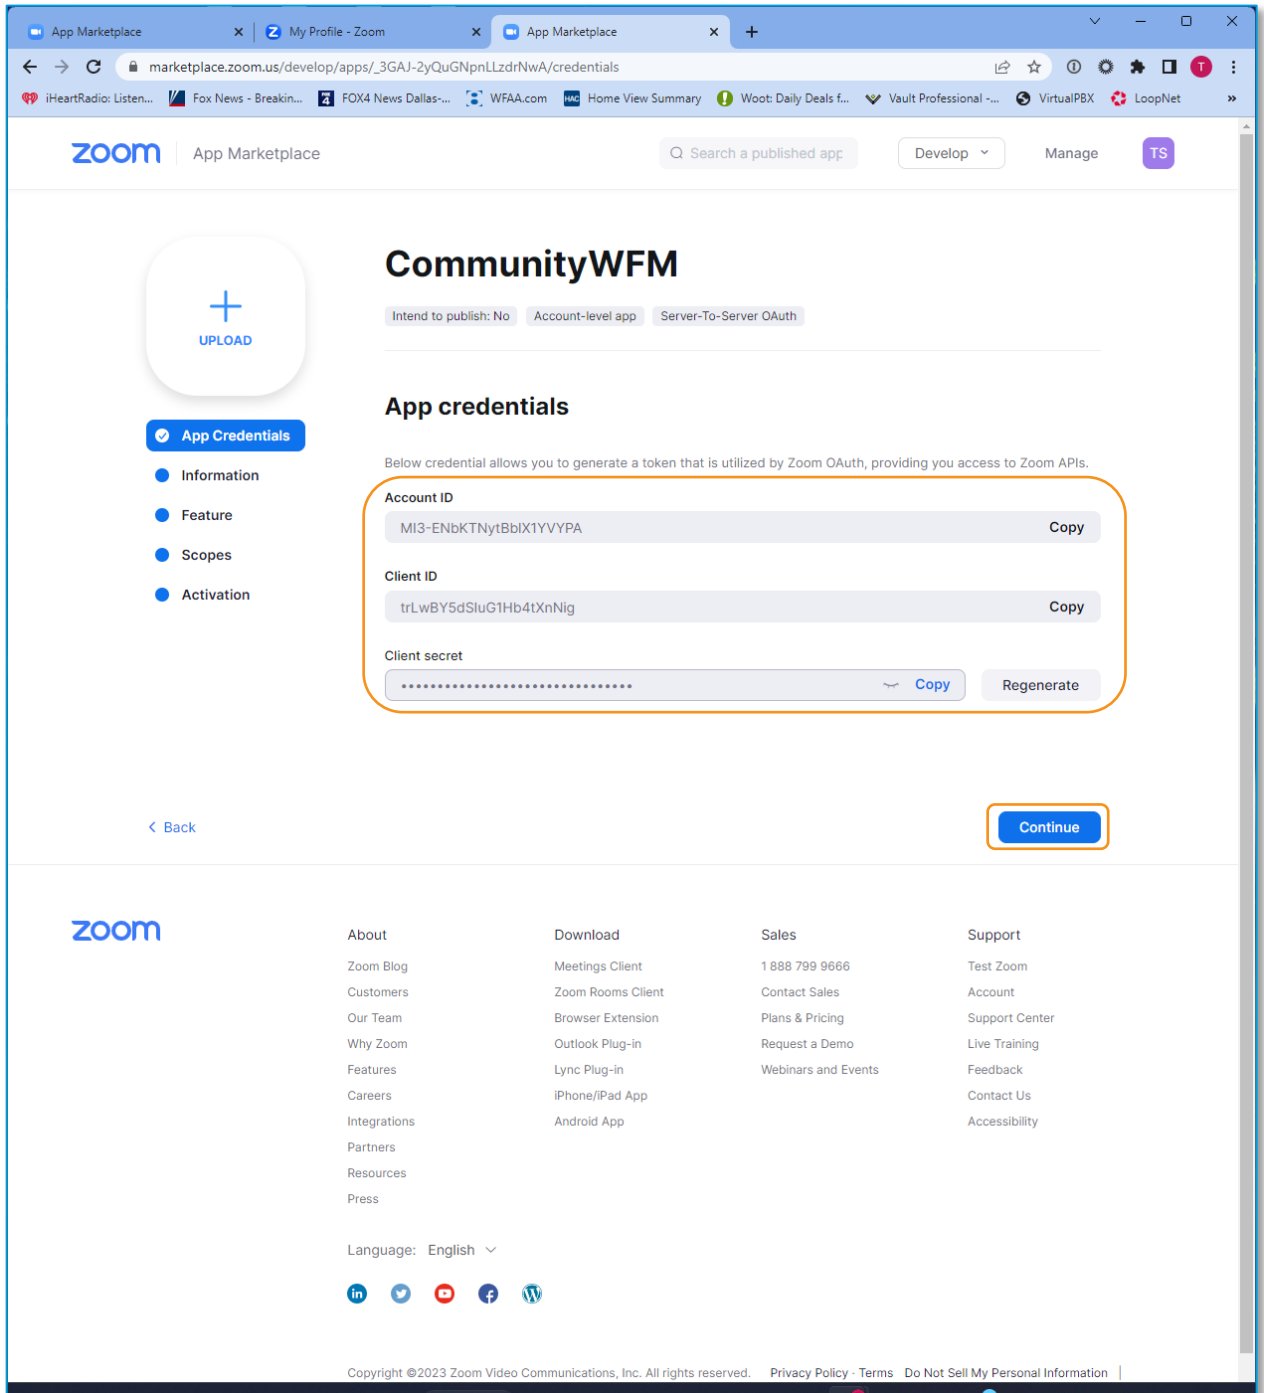 App Marketplace
My Profile - Zoom
App Marketplace
marketplace.zoom.us/develop/apps/_3GAJ-2yQuGNpnLLzdrNwA/credentials
T
iHeartRadio: Listen...
Fox News - Breakin...
FOX4 News Dallas-...
WFAA.com
HAC
Home View Summary
Woot: Daily Deals f...
Vault Professional -...
VirtualPBX
LoopNet
»
zoom
App Marketplace
Search a published app
Develop
Manage
TS
UPLOAD
CommunityWFM
Intend to publish: No
Account-level app
Server-To-Server OAuth
App credentials
App Credentials
Information
Feature
Scopes
Activation
Below credential allows you to generate a token that is utilized by Zoom OAuth, providing you access to Zoom APIs.
Account ID
MI3-ENbKTNytBbIX1YVYPA
Copy
Client ID
trLwBY5dSIuG1Hb4tXnNig
Copy
Client secret
••••••••••••••••••••••••••••••••
Copy
Regenerate
Back
Continue
zoom
About
Zoom Blog
Customers
Our Team
Why Zoom
Features
Careers
Integrations
Partners
Resources
Press
Download
Meetings Client
Zoom Rooms Client
Browser Extension
Outlook Plug-in
Lync Plug-in
iPhone/iPad App
Android App
Sales
1 888 799 9666
Contact Sales
Plans & Pricing
Request a Demo
Webinars and Events
Support
Test Zoom
Account
Support Center
Live Training
Feedback
Contact Us
Accessibility
Language: English
Copyright ©2023 Zoom Video Communications, Inc. All rights reserved. Privacy Policy · Terms Do Not Sell My Personal Information |